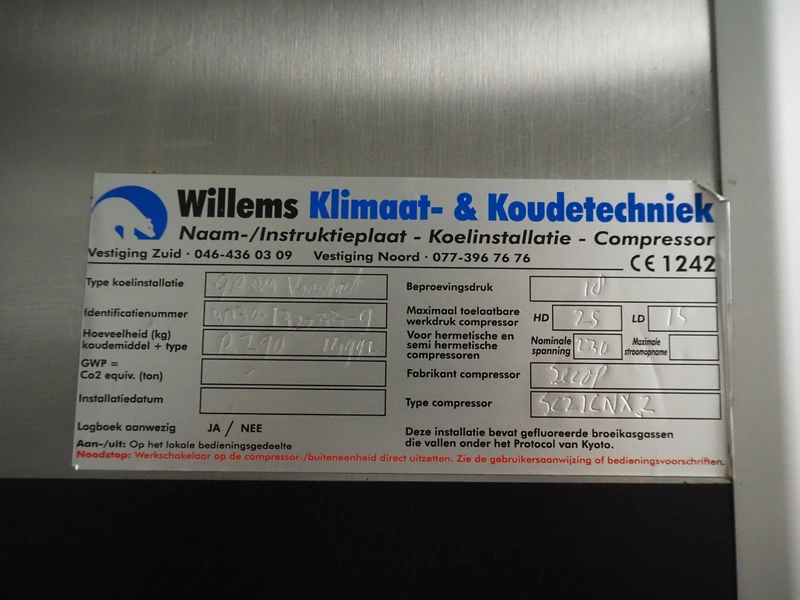 Willems Klimaat- & Koudetechniek
Naam-/Instruktieplaat - Koelinstallatie - Compressor
Vestiging Zuid · 046-436 03 09 Vestiging Noord · 077-396 76 76
CE 1242
Type koelinstallatie
Identificatienummer
Hoeveelheid (kg)
koudemiddel + type R290
GWP =
Co2 equiv. (ton)
Installatiedatum
Logboek aanwezig JA / NEE
Aan-/uit: Op het lokale bedieningsgedeelte
Beproevingsdruk 18
Maximaal toelaatbare
werkdruk compressor HD 25 LD 15
Voor hermetische en
semi hermetische
compressoren
Nominale
spanning 230
Maximale
stroomopname
Fabrikant compressor Secop
Type compressor SC21CNX.2
Deze installatie bevat gefluoreerde broeikasgassen
die vallen onder het Protocol van Kyoto.
Noodstop: Werkschakelaar op de compressor-/buiteneenheid direct uitzetten. Zie de gebruikersaanwijzing of bedieningsvoorschriften.